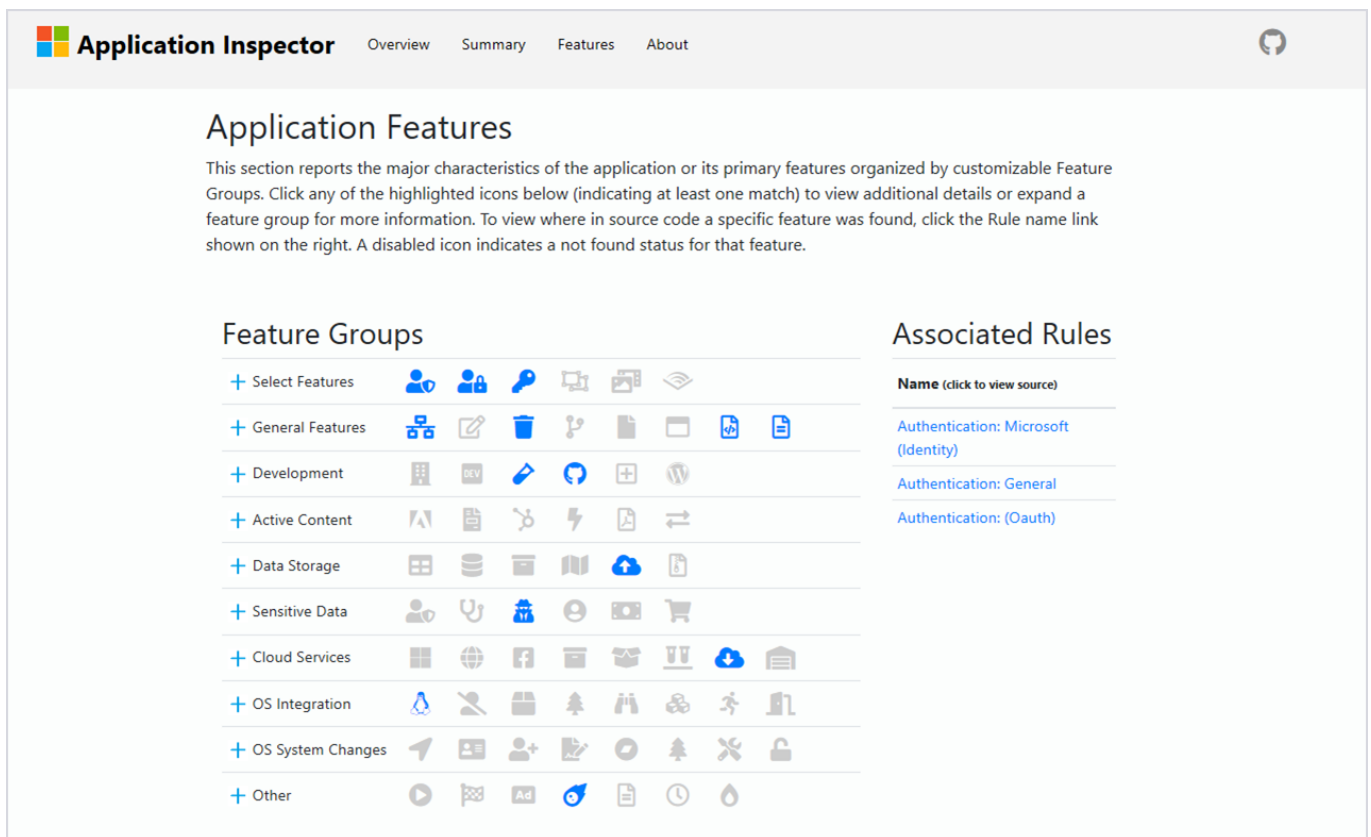 Application Inspector Overview Summary Features About
Application Features
This section reports the major characteristics of the application or its primary features organized by customizable Feature
Groups. Click any of the highlighted icons below (indicating at least one match) to view additional details or expand a
feature group for more information. To view where in source code a specific feature was found, click the Rule name link
shown on the right. A disabled icon indicates a not found status for that feature.
Feature Groups
Select Features
General Features
Development
DEV
Active Content
Data Storage
Sensitive Data
Cloud Services
OS Integration
OS System Changes
Other
Ad
Associated Rules
Name (click to view source)
Authentication: Microsoft
(Identity)
Authentication: General
Authentication: (Oauth)